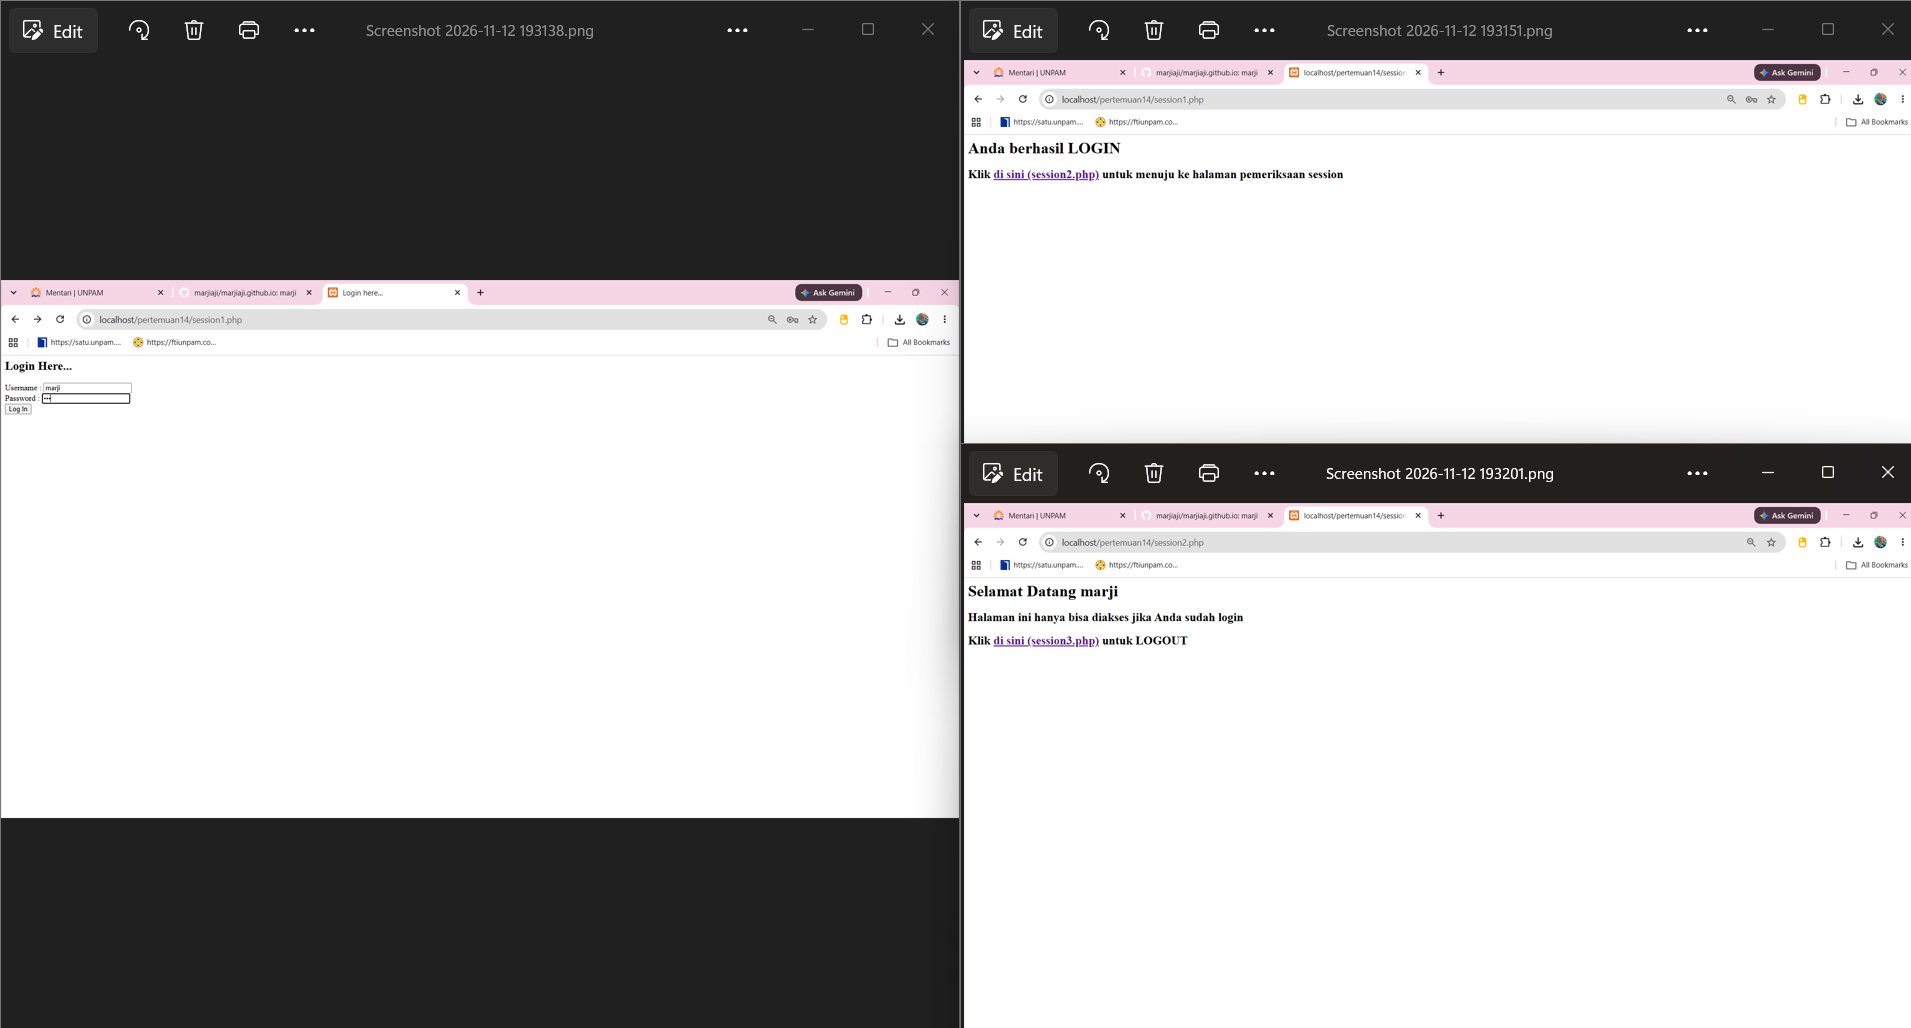 Edit
Screenshot 2026-11-12 193138.png
Mentari | UNPAM
marjiaji/marjiaji.github.io: marji
Login here...
Ask Gemini
localhost/pertemuan14/session1.php
https://satu.unpam....
https://ftiunpam.co...
All Bookmarks
Login Here...
Username : marji
Password : •••
Log In
Edit
Screenshot 2026-11-12 193151.png
Mentari | UNPAM
marjiaji/marjiaji.github.io: marji
localhost/pertemuan14/session
Ask Gemini
localhost/pertemuan14/session1.php
https://satu.unpam....
https://ftiunpam.co...
All Bookmarks
Anda berhasil LOGIN
Klik di sini (session2.php) untuk menuju ke halaman pemeriksaan session
Edit
Screenshot 2026-11-12 193201.png
Mentari | UNPAM
marjiaji/marjiaji.github.io: marji
localhost/pertemuan14/session
Ask Gemini
localhost/pertemuan14/session2.php
https://satu.unpam....
https://ftiunpam.co...
All Bookmarks
Selamat Datang marji
Halaman ini hanya bisa diakses jika Anda sudah login
Klik di sini (session3.php) untuk LOGOUT